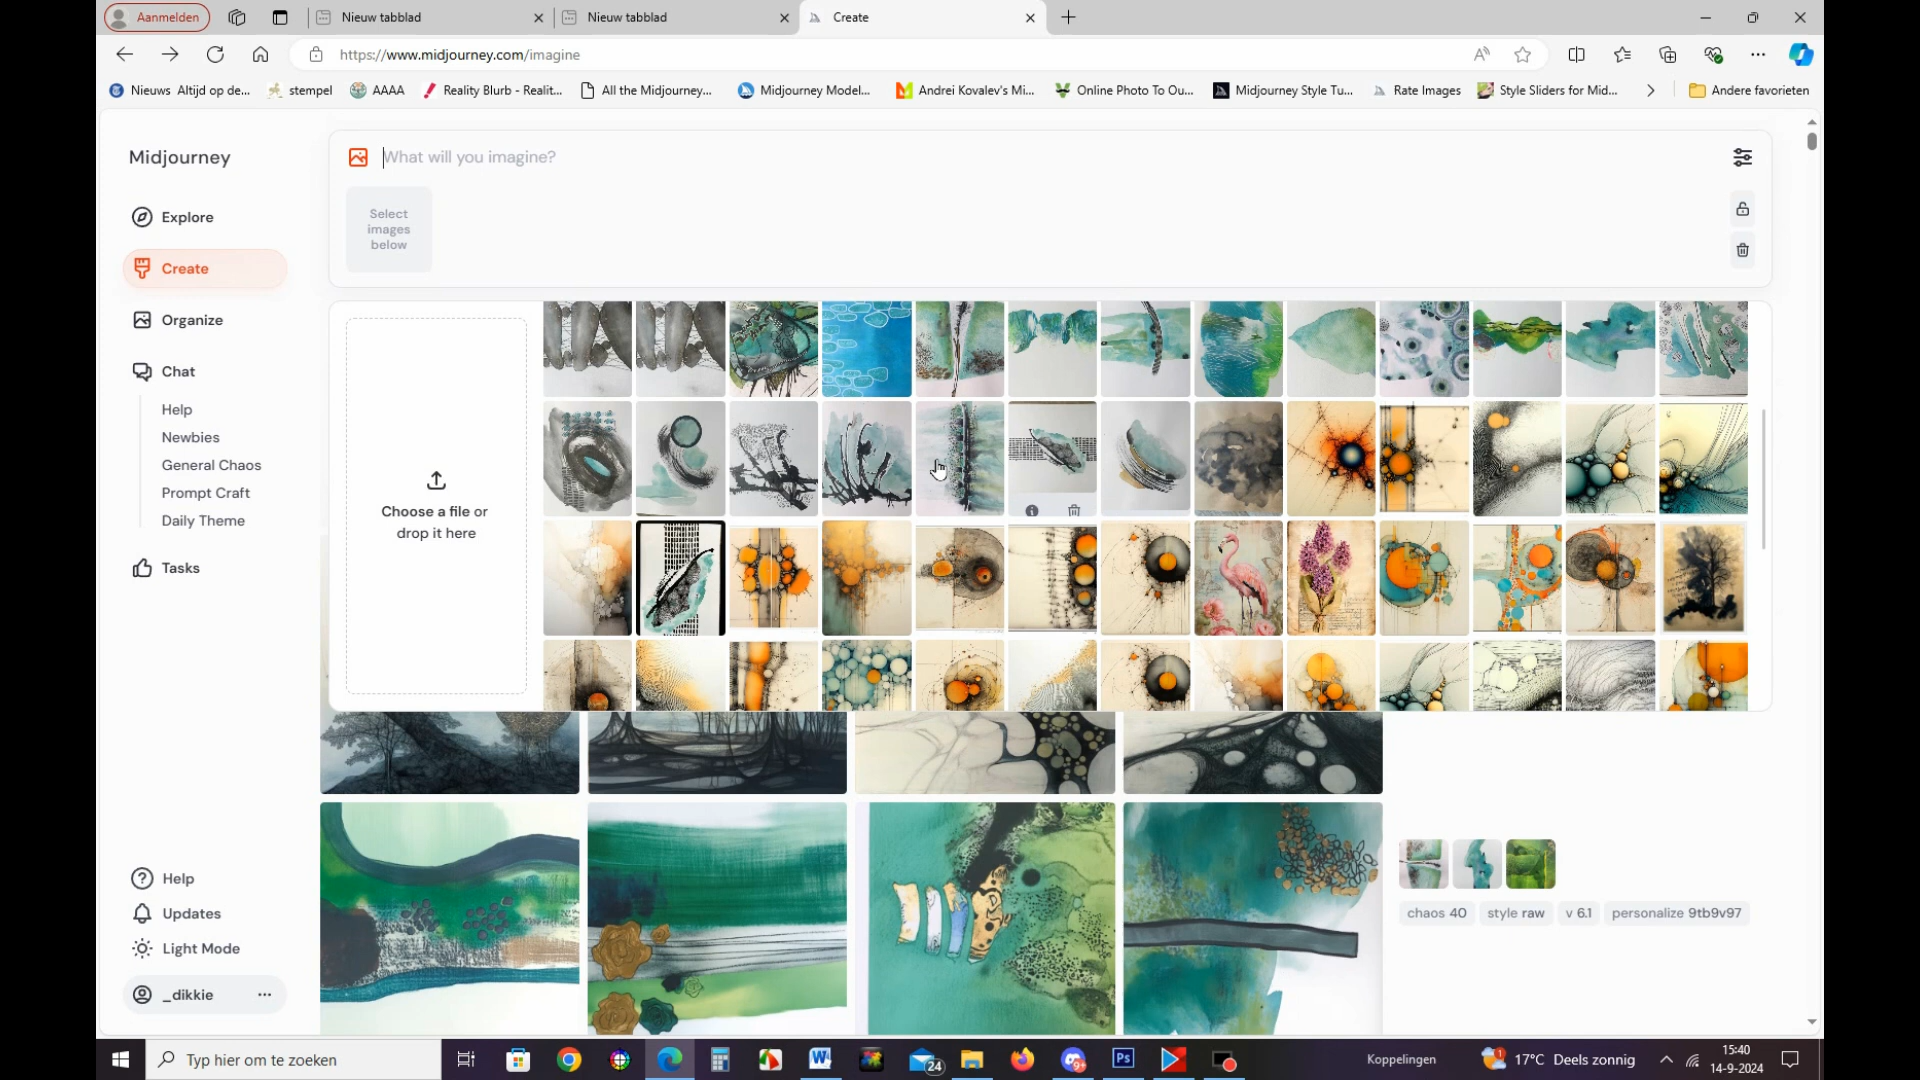 Aanmelden
Nieuw tabblad
Nieuw tabblad
Create
https://www.midjourney.com/imagine
Nieuws Altijd op de...
stempel
AAAA
Reality Blurb - Realit...
All the Midjourney...
Midjourney Model...
Andrei Kovalev's Mi...
Online Photo To Ou...
Midjourney Style Tu...
Rate Images
Style Sliders for Mid...
Andere favorieten
Midjourney
What will you imagine?
Select
images
below
Explore
Create
Organize
Chat
Help
Newbies
General Chaos
Prompt Craft
Daily Theme
Tasks
Choose a file or
drop it here
chaos 40
style raw
v 6.1
personalize 9tb9v97
Help
Updates
Light Mode
_dikkie
Typ hier om te zoeken
24
9+
Koppelingen
1
17°C Deels zonnig
15:40
14-9-2024